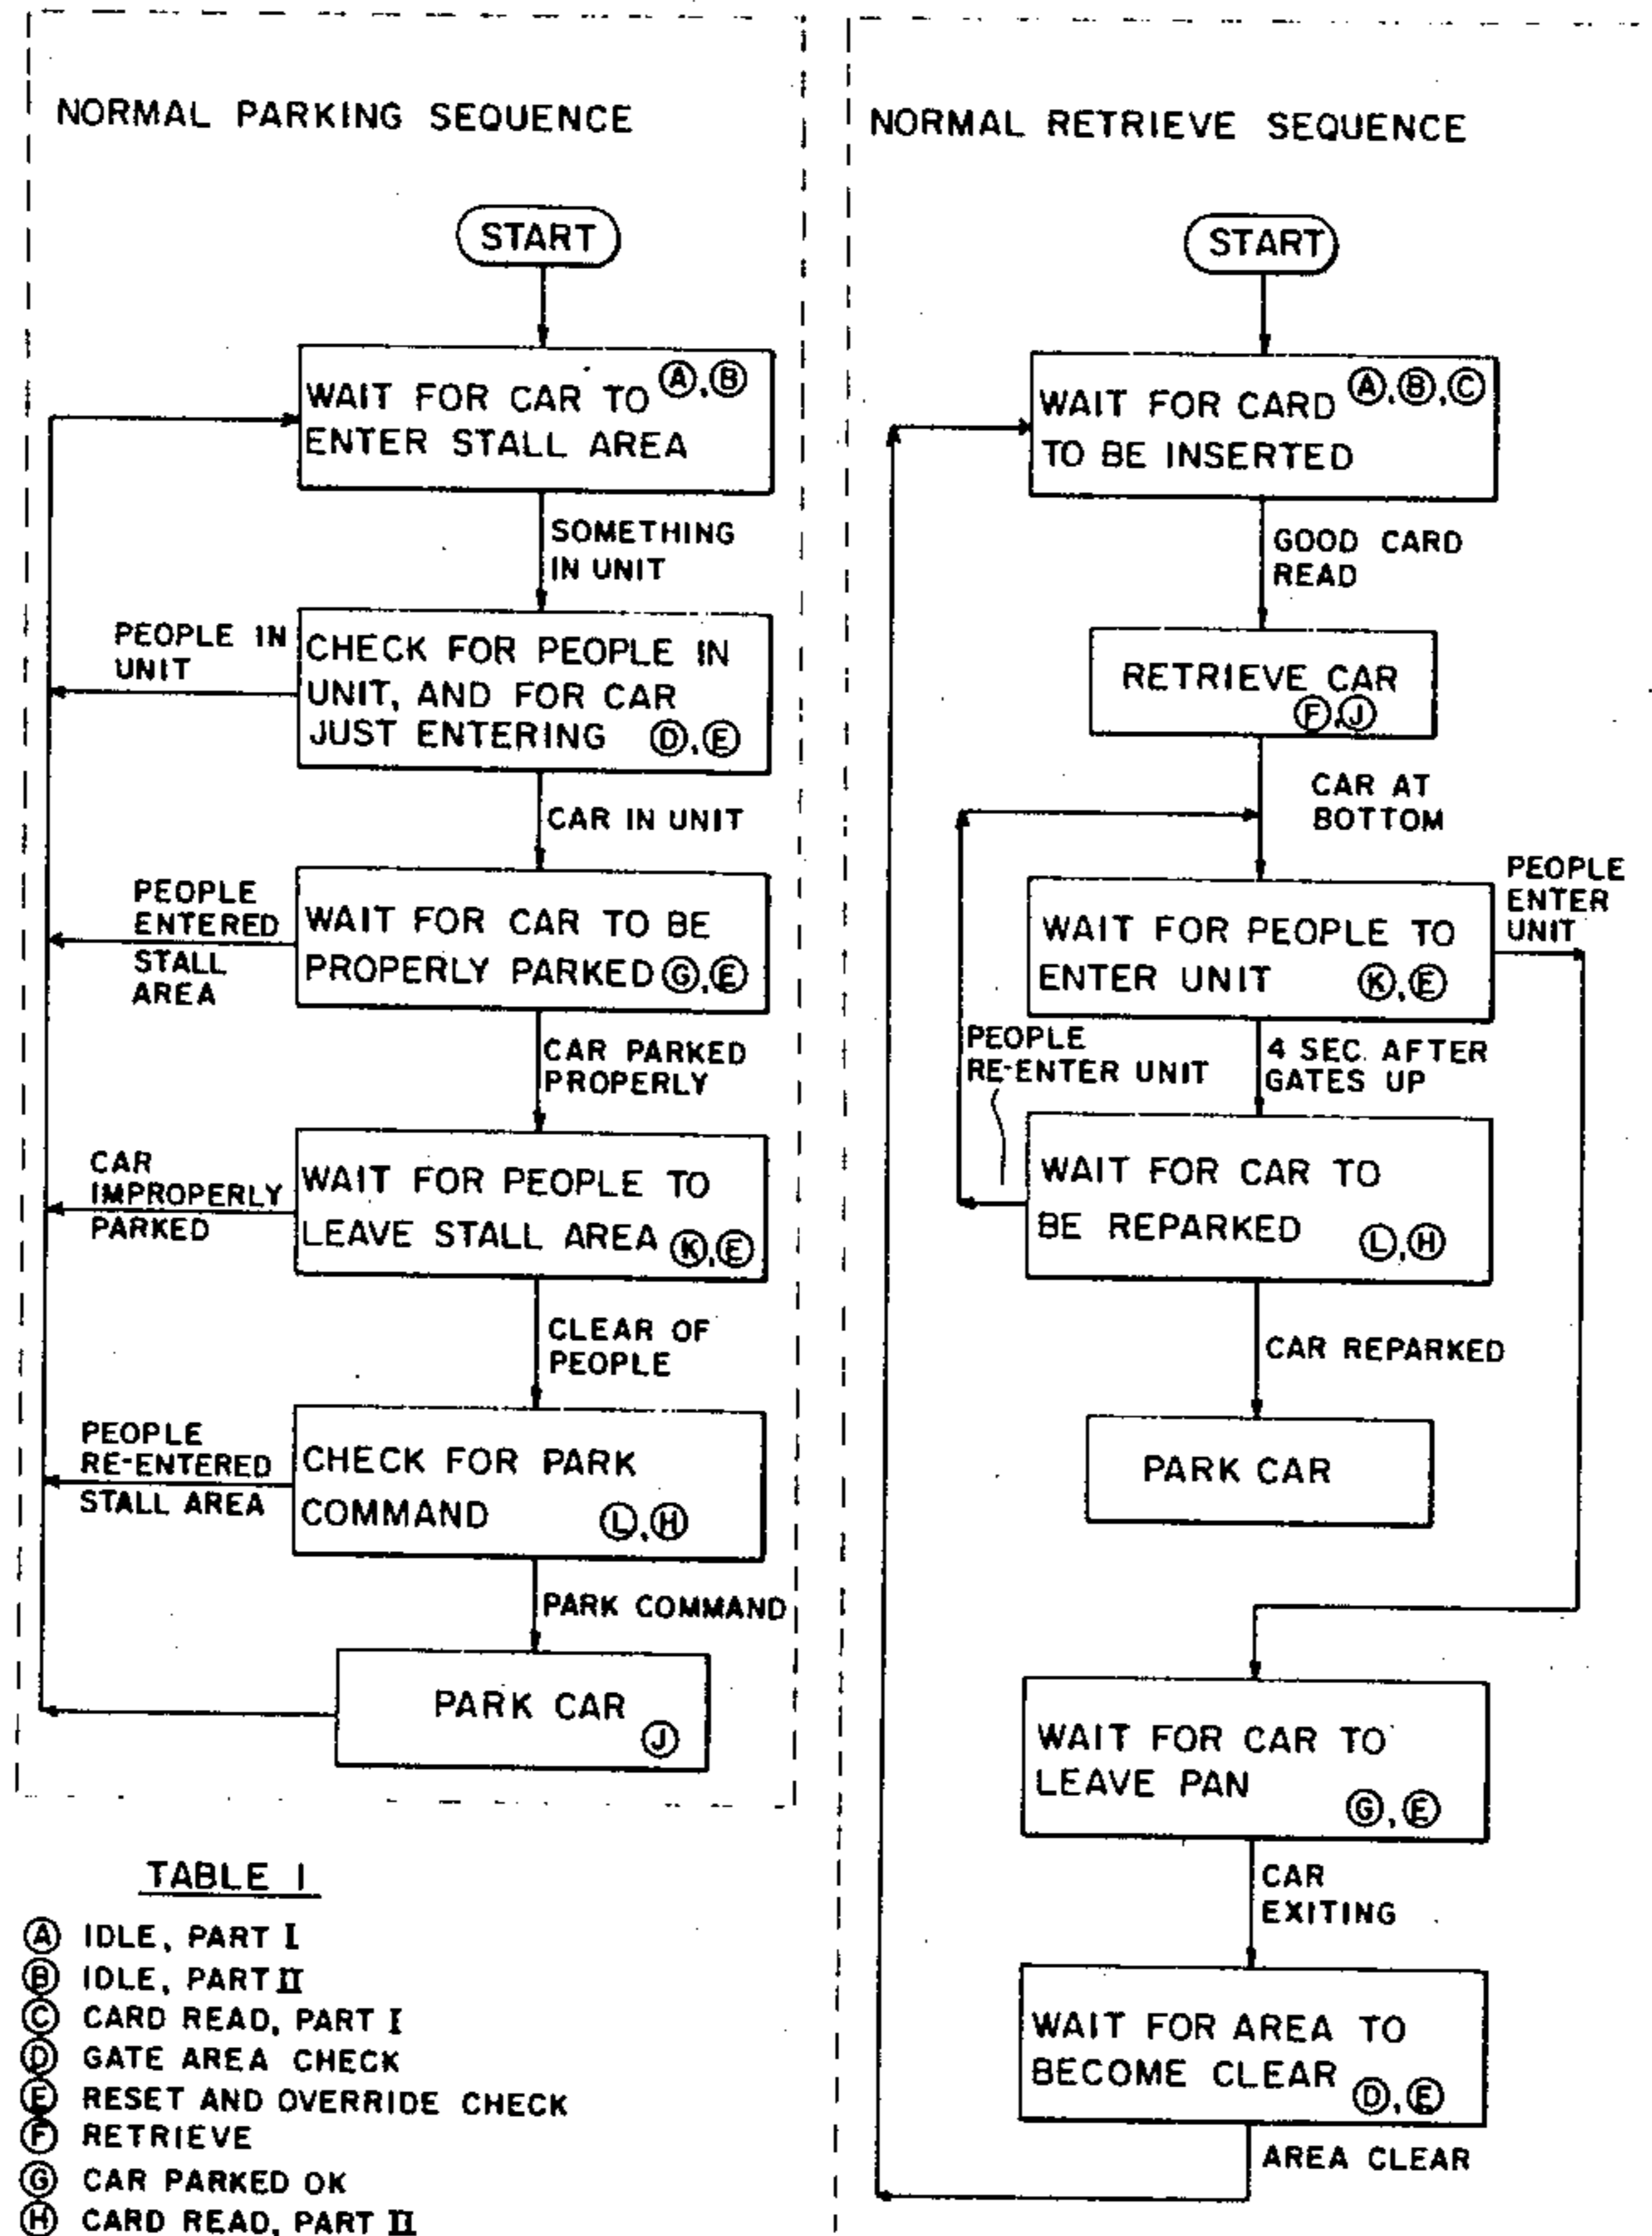 NORMAL PARKING SEQUENCE
START
WAIT FOR CAR TO Ⓐ,Ⓑ
ENTER STALL AREA
SOMETHING
IN UNIT
PEOPLE IN
UNIT
CHECK FOR PEOPLE IN
UNIT, AND FOR CAR
JUST ENTERING Ⓓ,Ⓔ
CAR IN UNIT
PEOPLE
ENTERED
STALL
AREA
WAIT FOR CAR TO BE
PROPERLY PARKED Ⓖ,Ⓔ
CAR PARKED
PROPERLY
CAR
IMPROPERLY
PARKED
WAIT FOR PEOPLE TO
LEAVE STALL AREA Ⓚ,Ⓔ
CLEAR OF
PEOPLE
PEOPLE
RE-ENTERED
STALL AREA
CHECK FOR PARK
COMMAND Ⓛ,Ⓗ
PARK COMMAND
PARK CAR
Ⓙ
TABLE I
Ⓐ IDLE, PART I
Ⓑ IDLE, PART II
Ⓒ CARD READ, PART I
Ⓓ GATE AREA CHECK
Ⓔ RESET AND OVERRIDE CHECK
Ⓕ RETRIEVE
Ⓖ CAR PARKED OK
Ⓗ CARD READ, PART II
NORMAL RETRIEVE SEQUENCE
START
WAIT FOR CARD Ⓐ,Ⓑ,Ⓒ
TO BE INSERTED
GOOD CARD
READ
RETRIEVE CAR
Ⓕ,Ⓙ
CAR AT
BOTTOM
PEOPLE
ENTER
UNIT
WAIT FOR PEOPLE TO
ENTER UNIT Ⓚ,Ⓔ
PEOPLE
RE-ENTER UNIT
4 SEC. AFTER
GATES UP
WAIT FOR CAR TO
BE REPARKED Ⓛ,Ⓗ
CAR REPARKED
PARK CAR
WAIT FOR CAR TO
LEAVE PAN
Ⓖ,Ⓔ
CAR
EXITING
WAIT FOR AREA TO
BECOME CLEAR Ⓓ,Ⓔ
AREA CLEAR